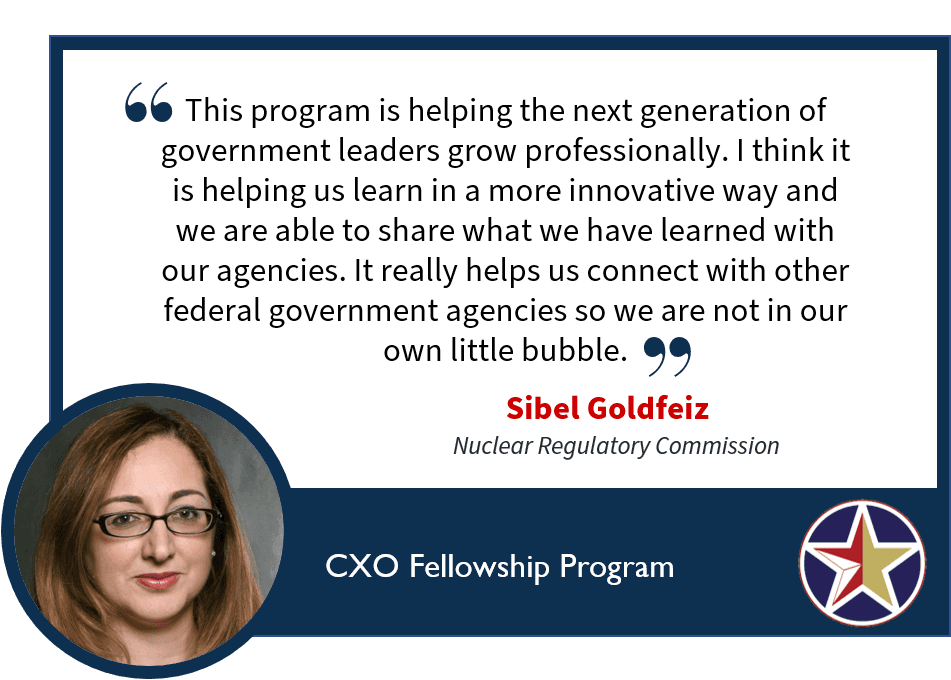 “ This program is helping the next generation of
government leaders grow professionally. I think it
is helping us learn in a more innovative way and
we are able to share what we have learned with
our agencies. It really helps us connect with other
federal government agencies so we are not in our
own little bubble. ”
Sibel Goldfeiz
Nuclear Regulatory Commission
CXO Fellowship Program